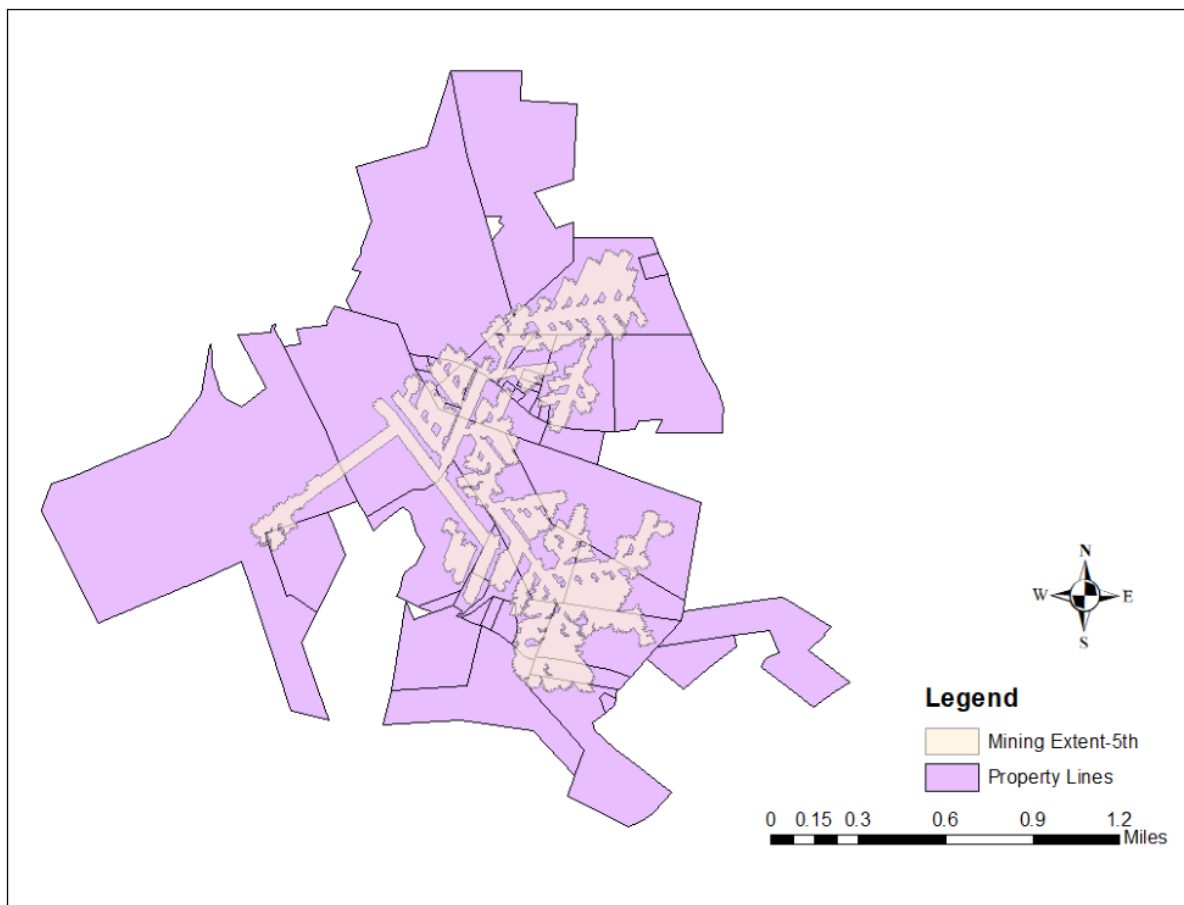 N
W E
S
Legend
Mining Extent-5th
Property Lines
0 0.15 0.3 0.6 0.9 1.2
Miles